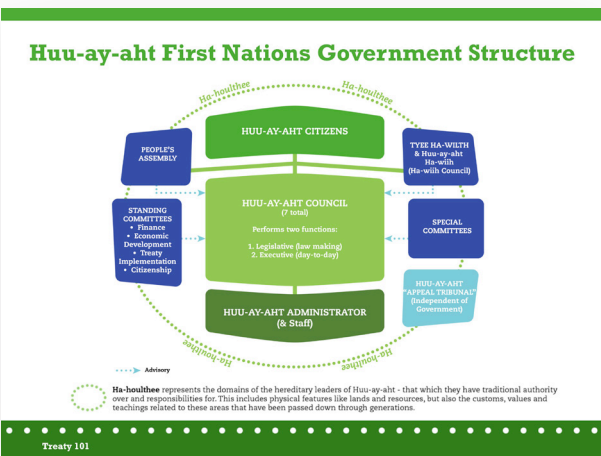 Huu-ay-aht First Nations Government Structure
Ha-houlthee
Ha-houlthee
HUU-AY-AHT CITIZENS
PEOPLE'S
ASSEMBLY
TYEE HA-WILTH
& Huu-ay-aht
Ha-wiih
(Ha-wiih Council)
HUU-AY-AHT COUNCIL
(7 total)
Performs two functions:
1. Legislative (law making)
2. Executive (day-to-day)
STANDING
COMMITTEES
• Finance
• Economic
Development
• Treaty
Implementation
• Citizenship
SPECIAL
COMMITTEES
HUU-AY-AHT
"APPEAL TRIBUNAL"
(Independent of
Government)
HUU-AY-AHT ADMINISTRATOR
(& Staff)
Ha-houlthee
Ha-houlthee
Advisory
Ha-houlthee represents the domains of the hereditary leaders of Huu-ay-aht - that which they have traditional authority
over and responsibilities for. This includes physical features like lands and resources, but also the customs, values and
teachings related to these areas that have been passed down through generations.
Treaty 101